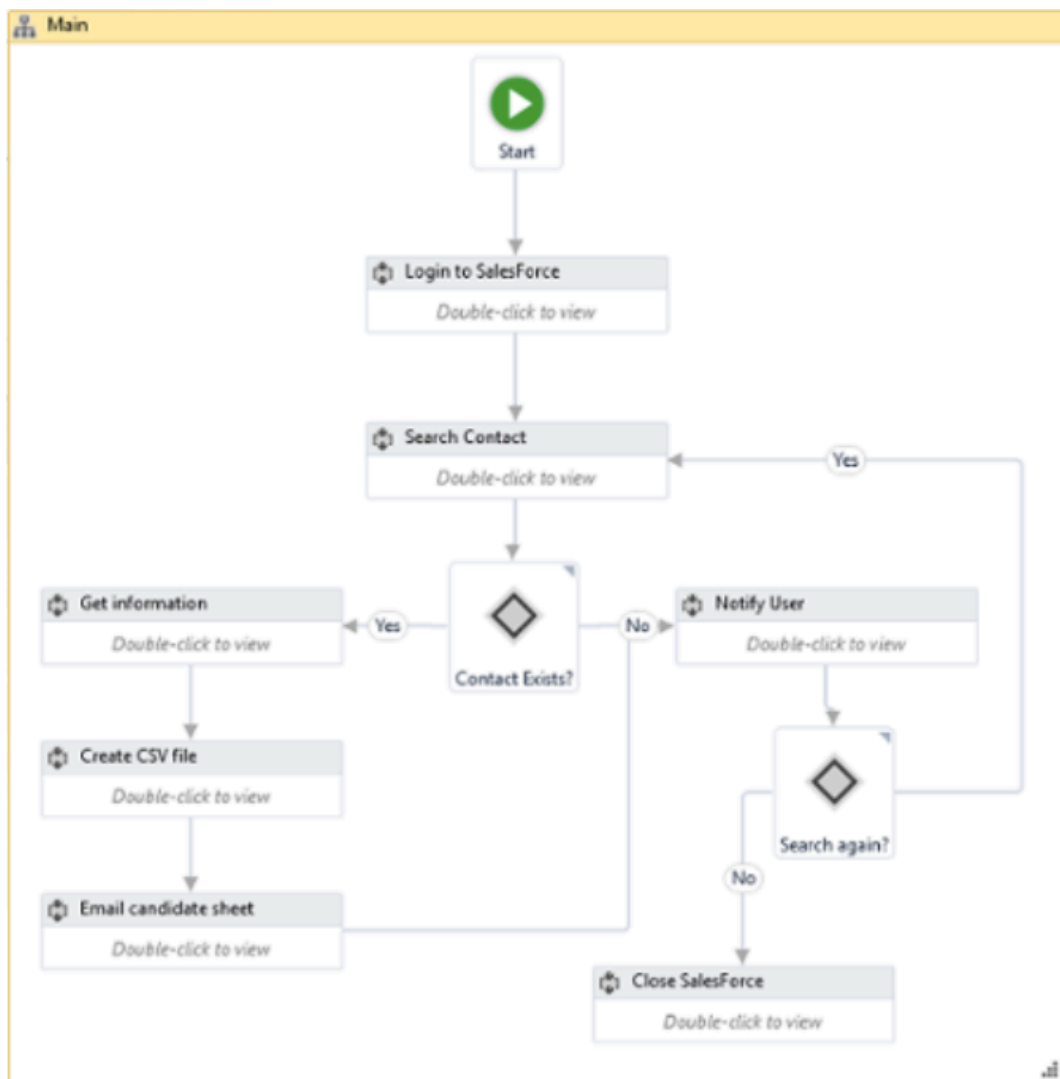 Main
Start
Login to SalesForce
Double-click to view
Search Contact
Double-click to view
Yes
Get information
Double-click to view
Yes
Contact Exists?
No
Notify User
Double-click to view
Create CSV file
Double-click to view
Search again?
No
Email candidate sheet
Double-click to view
Close SalesForce
Double-click to view